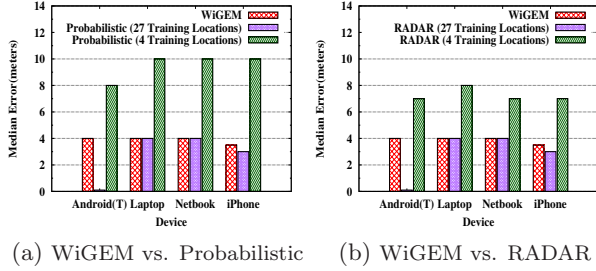 WiGEM
Probabilistic (27 Training Locations)
Probabilistic (4 Training Locations)
14
12
10
8
6
4
2
0
Median Error(meters)
Android(T) Laptop Netbook iPhone
Device
(a) WiGEM vs. Probabilistic
WiGEM
RADAR (27 Training Locations)
RADAR (4 Training Locations)
14
12
10
8
6
4
2
0
Median Error(meters)
Android(T) Laptop Netbook iPhone
Device
(b) WiGEM vs. RADAR